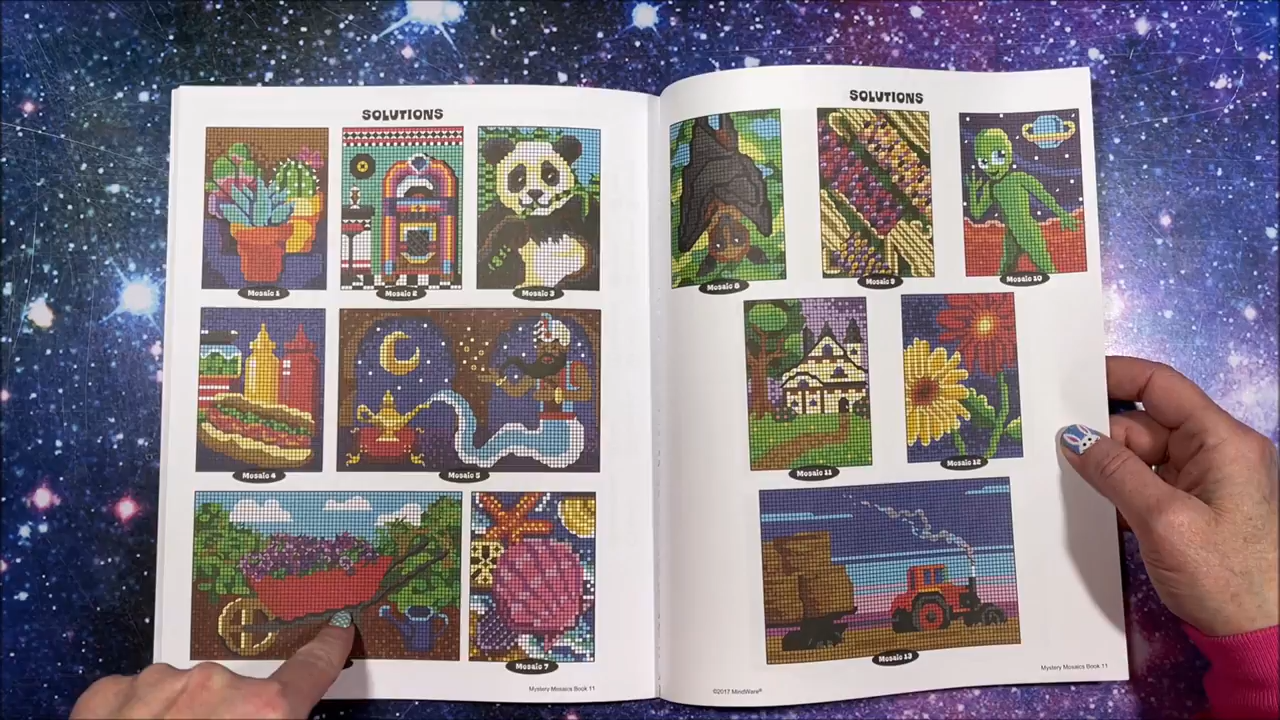 SOLUTIONS
Mosaic 1
Mosaic 2
Mosaic 3
Mosaic 4
Mosaic 5
Mosaic 7
Mystery Mosaics Book 11
SOLUTIONS
Mosaic 8
Mosaic 9
Mosaic 10
Mosaic 11
Mosaic 12
Mosaic 13
©2017 MindWare®
Mystery Mosaics Book 11